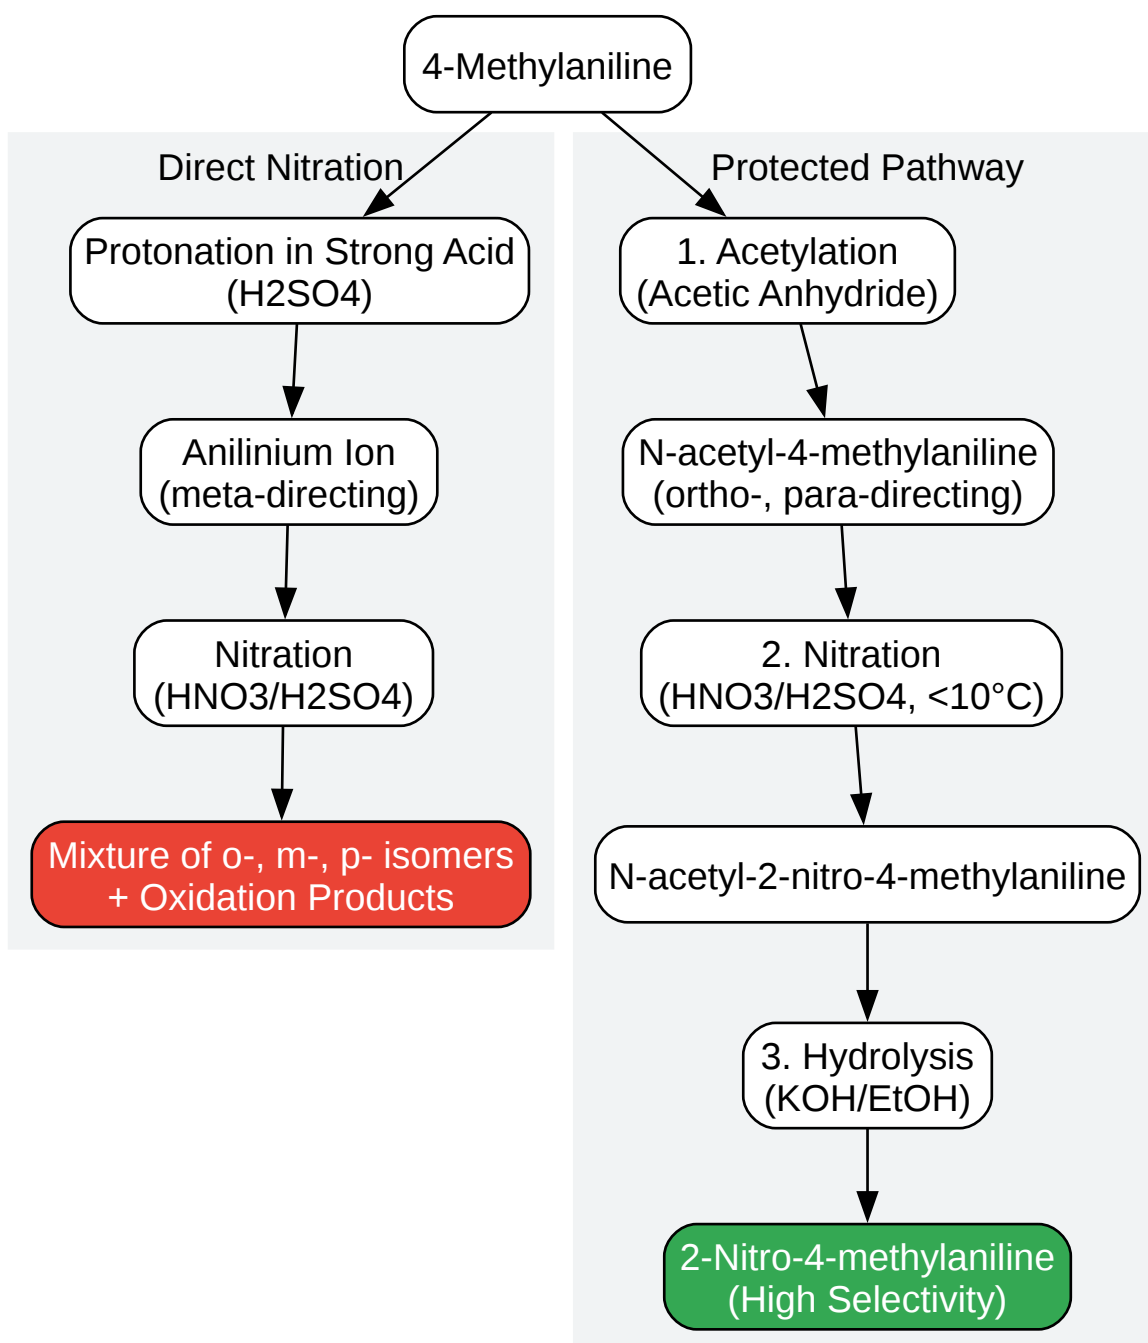 4-Methylaniline
Direct Nitration
Protonation in Strong Acid
(H2SO4)
Anilinium Ion
(meta-directing)
Nitration
(HNO3/H2SO4)
Mixture of o-, m-, p- isomers
+ Oxidation Products
Protected Pathway
1. Acetylation
(Acetic Anhydride)
N-acetyl-4-methylaniline
(ortho-, para-directing)
2. Nitration
(HNO3/H2SO4, <10°C)
N-acetyl-2-nitro-4-methylaniline
3. Hydrolysis
(KOH/EtOH)
2-Nitro-4-methylaniline
(High Selectivity)